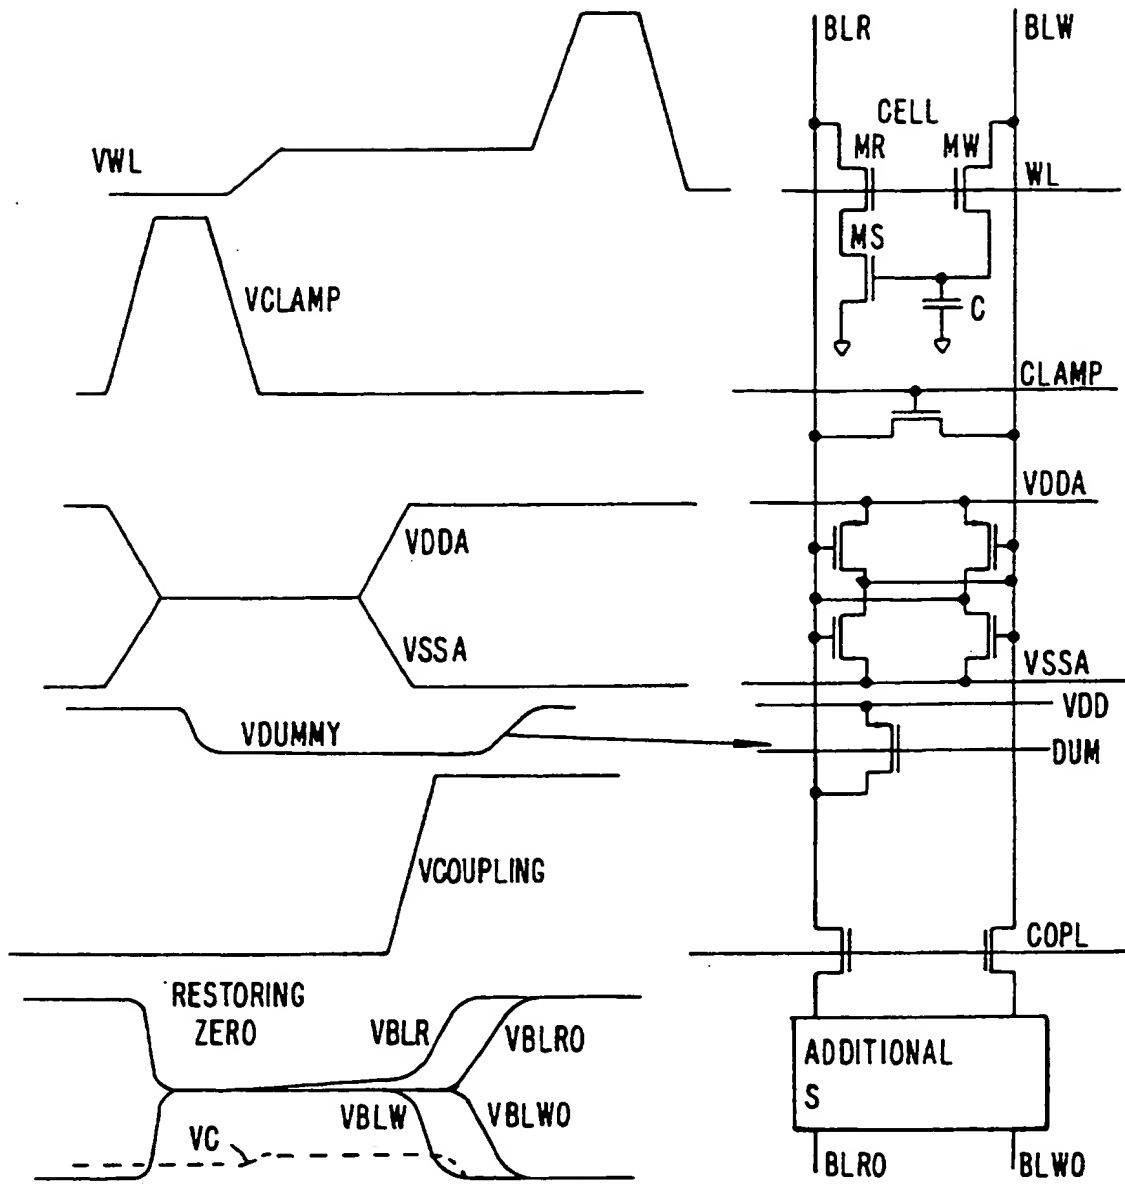 BLR
BLW
CELL
MR
MW
VWL
WL
MS
VCLAMP
C
CLAMP
VDDA
VDDA
VSSA
VSSA
VDD
VDUMMY
DUM
VCOUPLING
COPL
RESTORING
ZERO
VBLR
VBLRO
ADDITIONAL
S
VBLW
VBLWO
VC
BLRO
BLWO